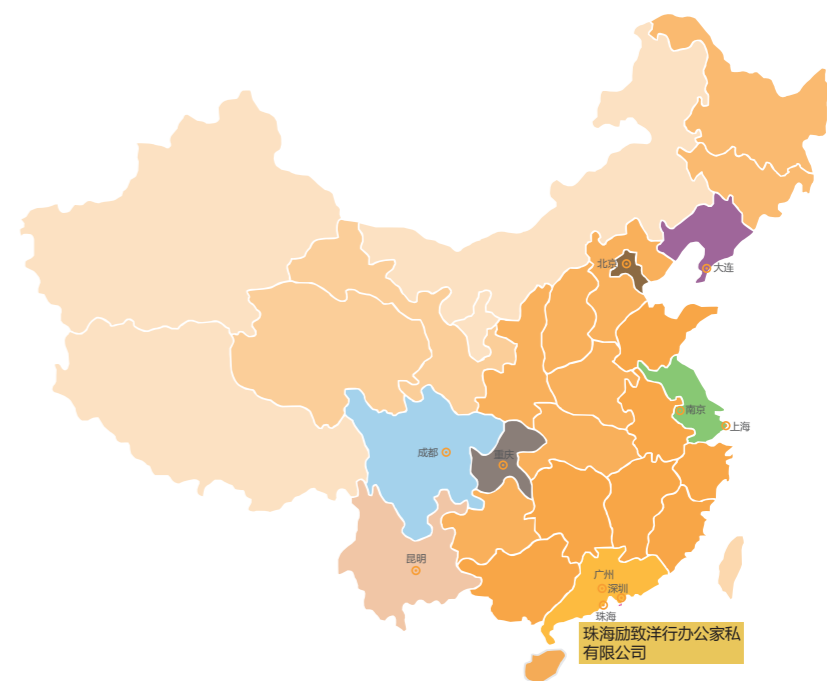 北京
大连
南京
上海
成都
重庆
昆明
广州
深圳
珠海
珠海励致洋行办公家私
有限公司